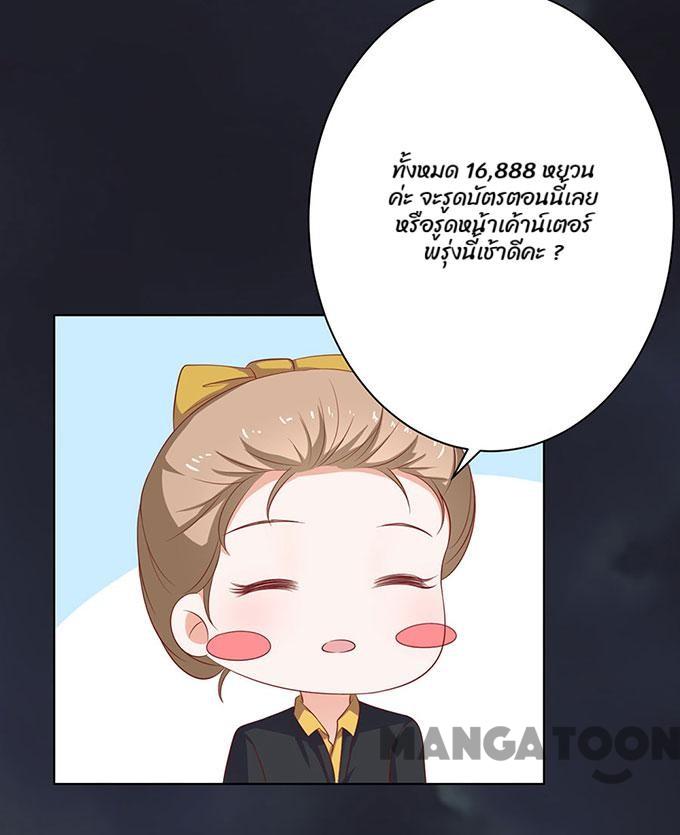 ทั้งหมด 16,888 หยวน
ค่ะ จะรูดบัตรตอนนี้เลย
หรือรูดหน้าเค้าน์เตอร์
พรุ่งนี้เช้าดีคะ ?
MANGATOON